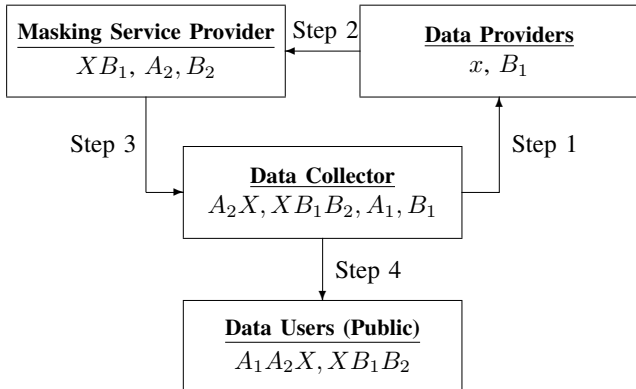 Masking Service Provider
XB₁, A₂, B₂
Step 2
Data Providers
x, B₁
Step 3
Step 1
Data Collector
A₂X, XB₁B₂, A₁, B₁
Step 4
Data Users (Public)
A₁A₂X, XB₁B₂